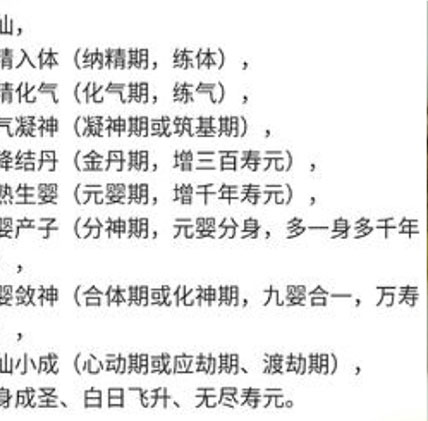 仙，
精入体（纳精期，练体），
精化气（化气期，练气），
气凝神（凝神期或筑基期），
降结丹（金丹期，增三百寿元），
熟生婴（元婴期，增千年寿元），
婴产子（分神期，元婴分身，多一身多千年
），
婴敛神（合体期或化神期，九婴合一，万寿
），
仙小成（心动期或应劫期、渡劫期），
身成圣、白日飞升、无尽寿元。